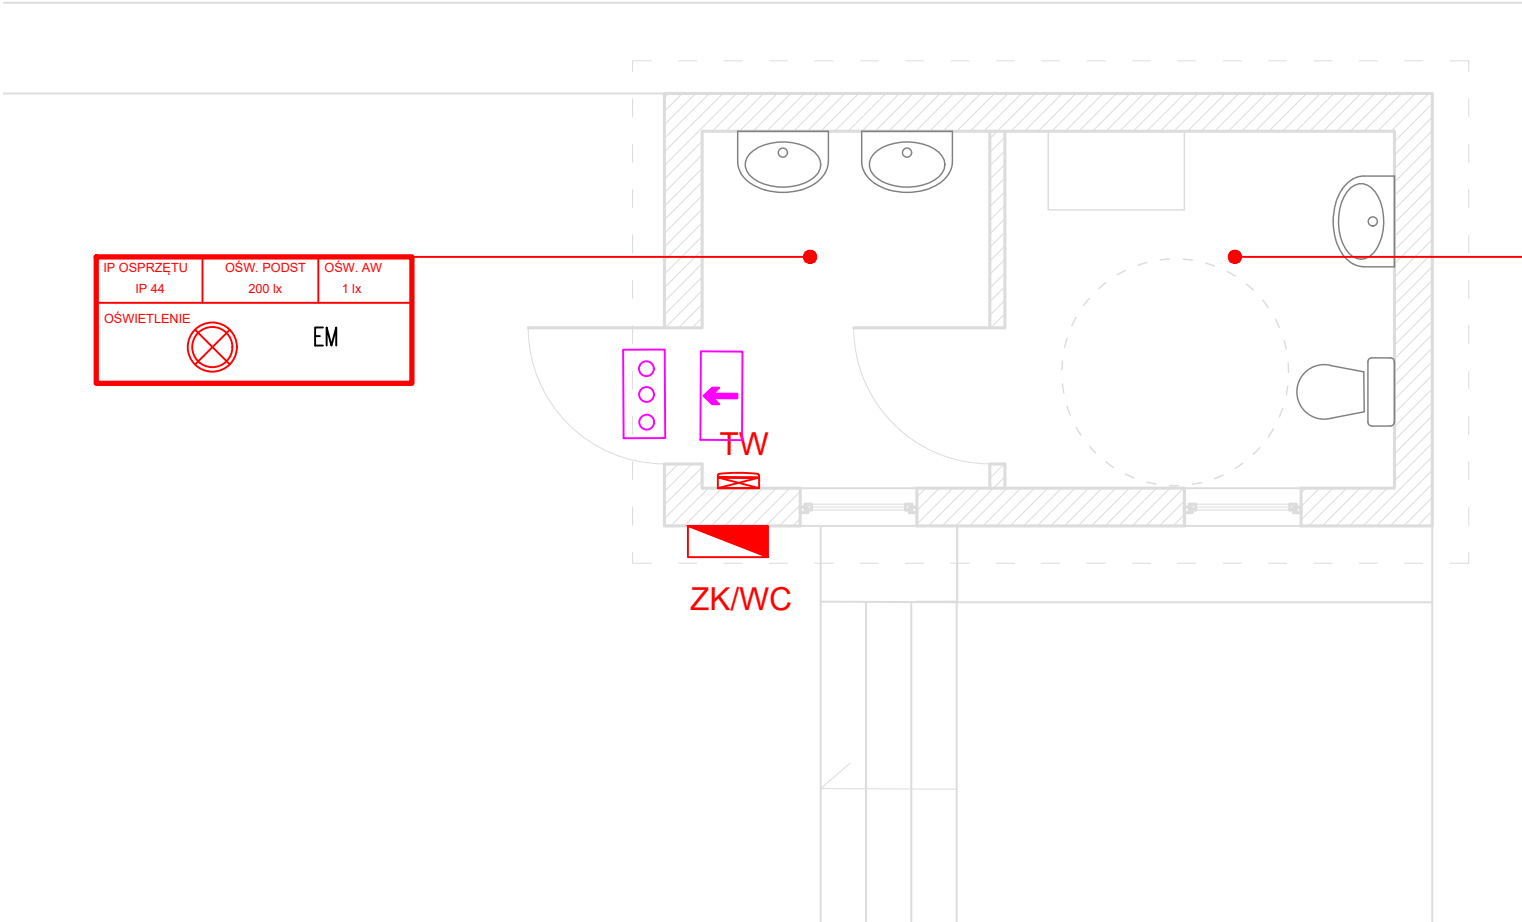 IP OSPRZĘTU OŚW. PODST OŚW. AW
IP 44 200 lx 1 lx
OŚWIETLENIE
EM
TW
ZK/WC